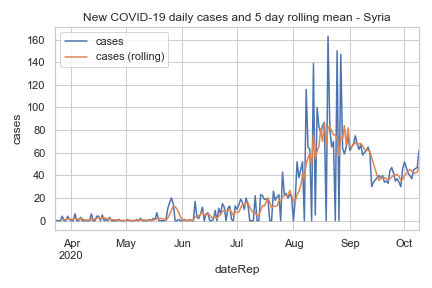 New COVID-19 daily cases and 5 day rolling mean - Syria
cases
cases (rolling)
160
140
120
100
80
60
40
20
0
cases
Apr
2020
May
Jun
Jul
Aug
Sep
Oct
dateRep